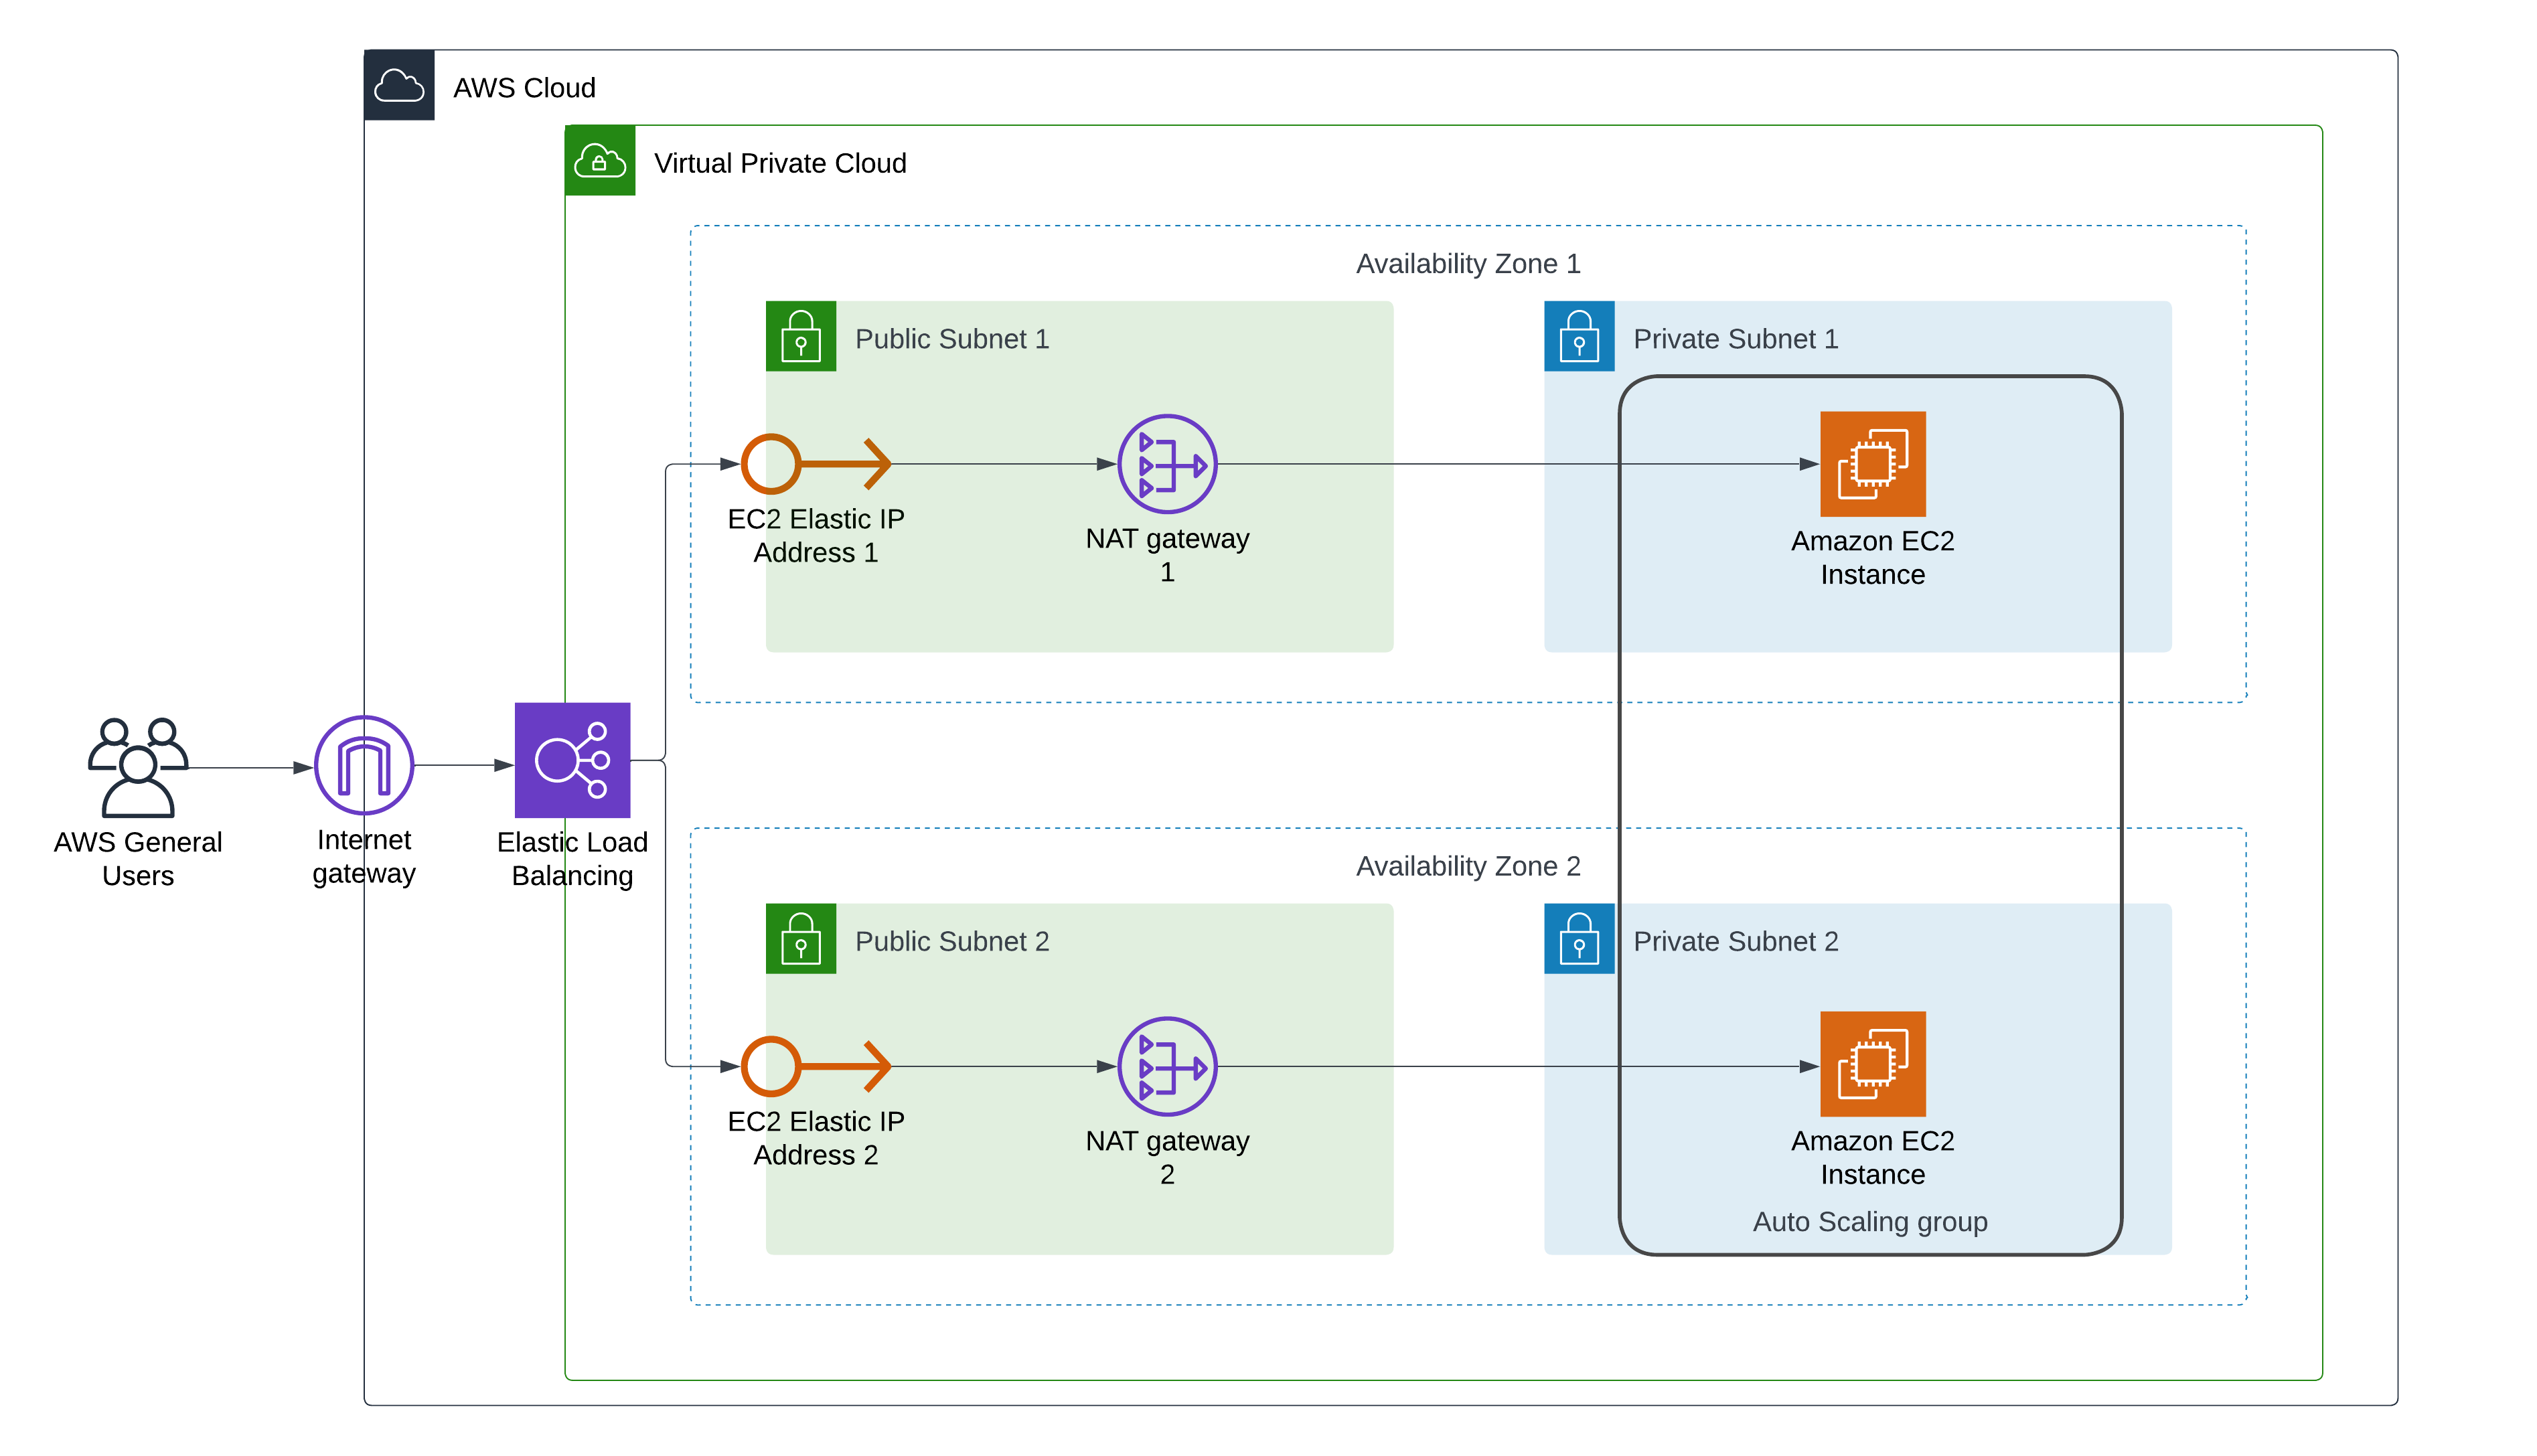 AWS Cloud
Virtual Private Cloud
Availability Zone 1
Public Subnet 1
Private Subnet 1
EC2 Elastic IP
Address 1
NAT gateway
1
Amazon EC2
Instance
AWS General
Users
Internet
gateway
Elastic Load
Balancing
Availability Zone 2
Public Subnet 2
Private Subnet 2
EC2 Elastic IP
Address 2
NAT gateway
2
Amazon EC2
Instance
Auto Scaling group